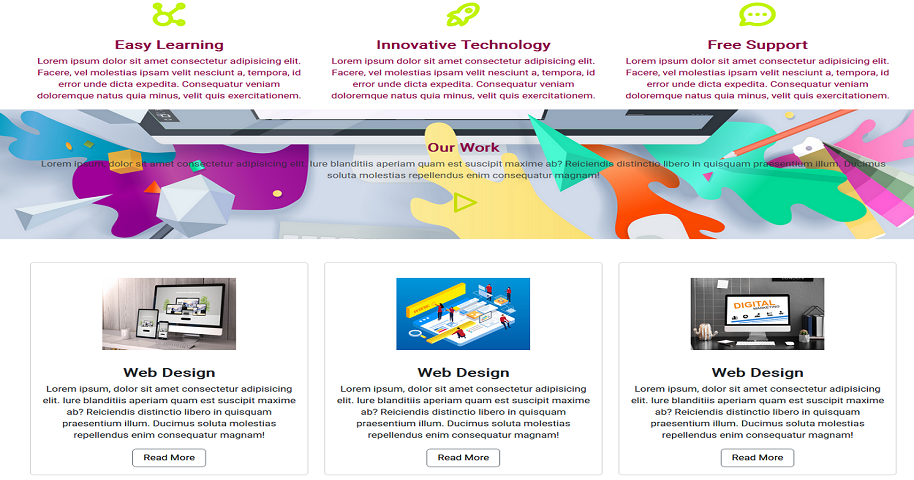 Easy Learning
Lorem ipsum dolor sit amet consectetur adipisicing elit.
Facere, vel molestias ipsam velit nesciunt a, tempora, id
error unde dicta expedita. Consequatur veniam
doloremque natus quia minus, velit quis exercitationem.
Innovative Technology
Lorem ipsum dolor sit amet consectetur adipisicing elit.
Facere, vel molestias ipsam velit nesciunt a, tempora, id
error unde dicta expedita. Consequatur veniam
doloremque natus quia minus, velit quis exercitationem.
Free Support
Lorem ipsum dolor sit amet consectetur adipisicing elit.
Facere, vel molestias ipsam velit nesciunt a, tempora, id
error unde dicta expedita. Consequatur veniam
doloremque natus quia minus, velit quis exercitationem.
Our Work
Lorem ipsum, dolor sit amet consectetur adipisicing elit. Iure blanditiis aperiam quam est suscipit maxime ab? Reiciendis distinctio libero in quisquam praesentium illum. Ducimus
soluta molestias repellendus enim consequatur magnam!
Web Design
Lorem ipsum, dolor sit amet consectetur adipisicing
elit. Iure blanditiis aperiam quam est suscipit maxime
ab? Reiciendis distinctio libero in quisquam
praesentium illum. Ducimus soluta molestias
repellendus enim consequatur magnam!
Read More
Web Design
Lorem ipsum, dolor sit amet consectetur adipisicing
elit. Iure blanditiis aperiam quam est suscipit maxime
ab? Reiciendis distinctio libero in quisquam
praesentium illum. Ducimus soluta molestias
repellendus enim consequatur magnam!
Read More
DIGITAL
MARKETING
Web Design
Lorem ipsum, dolor sit amet consectetur adipisicing
elit. Iure blanditiis aperiam quam est suscipit maxime
ab? Reiciendis distinctio libero in quisquam
praesentium illum. Ducimus soluta molestias
repellendus enim consequatur magnam!
Read More